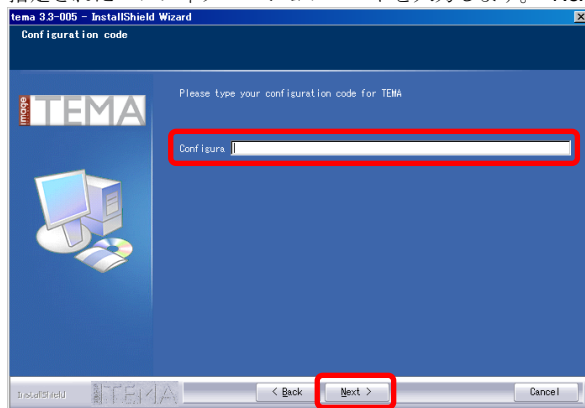 tema 3.3-005 - InstallShield Wizard
Configuration code
image
TEMA
Please type your configuration code for TEMA
Configura
InstallShield
TEMA
< Back
Next >
Cancel